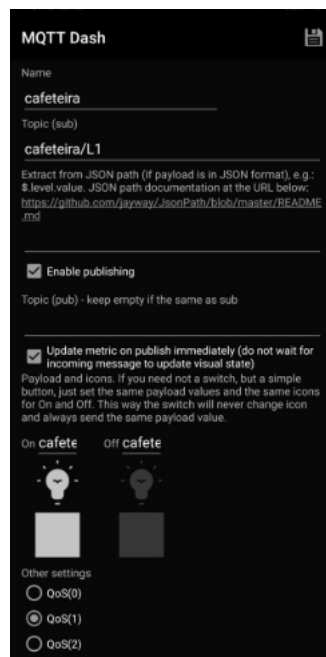 MQTT Dash
Name
cafeteira
Topic (sub)
cafeteira/L1
Extract from JSON path (if payload is in JSON format), e.g.:
$.level.value. JSON path documentation at the URL below:
https://github.com/jayway/JsonPath/blob/master/README
.md
Enable publishing
Topic (pub) - keep empty if the same as sub
Update metric on publish immediately (do not wait for
incoming message to update visual state)
Payload and icons. If you need not a switch, but a simple
button, just set the same payload values and the same icons
for On and Off. This way the switch will never change icon
and always send the same payload value.
On cafete Off cafete
Other settings
QoS(0)
QoS(1)
QoS(2)